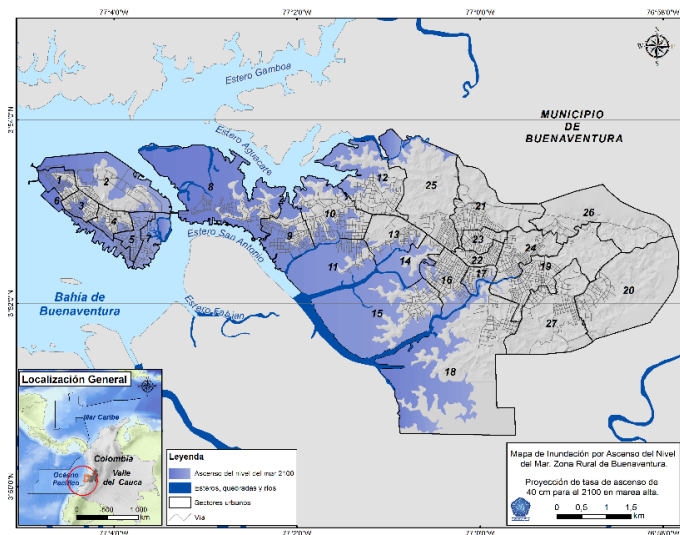 77°4'0"W
77°2'0"W
77°0'0"W
76°58'0"W
3°54'0"N
3°52'0"N
3°50'0"N
N
W
S
Estero Gamboa
MUNICIPIO
DE
BUENAVENTURA
Estero Aguacate
1
2
3
4
5
6
7
8
9
10
11
12
13
14
15
16
17
18
19
20
21
22
23
24
25
26
27
Estero San Antonio
Bahía de
Buenaventura
Localización General
Mar Caribe
Colombia
Océano
Pacífico
Valle
del Cauca
0 500 1.000
km
Leyenda
Ascenso del nivel del mar 2100
Esteros, quebradas y ríos
Sectores urbanos
Vía
Mapa de Inundación por Ascenso del Nivel
del Mar. Zona Rural de Buenaventura.
Proyección de tasa de ascenso de
40 cm para el 2100 en marea alta.
0 0,5 1 1,5
km